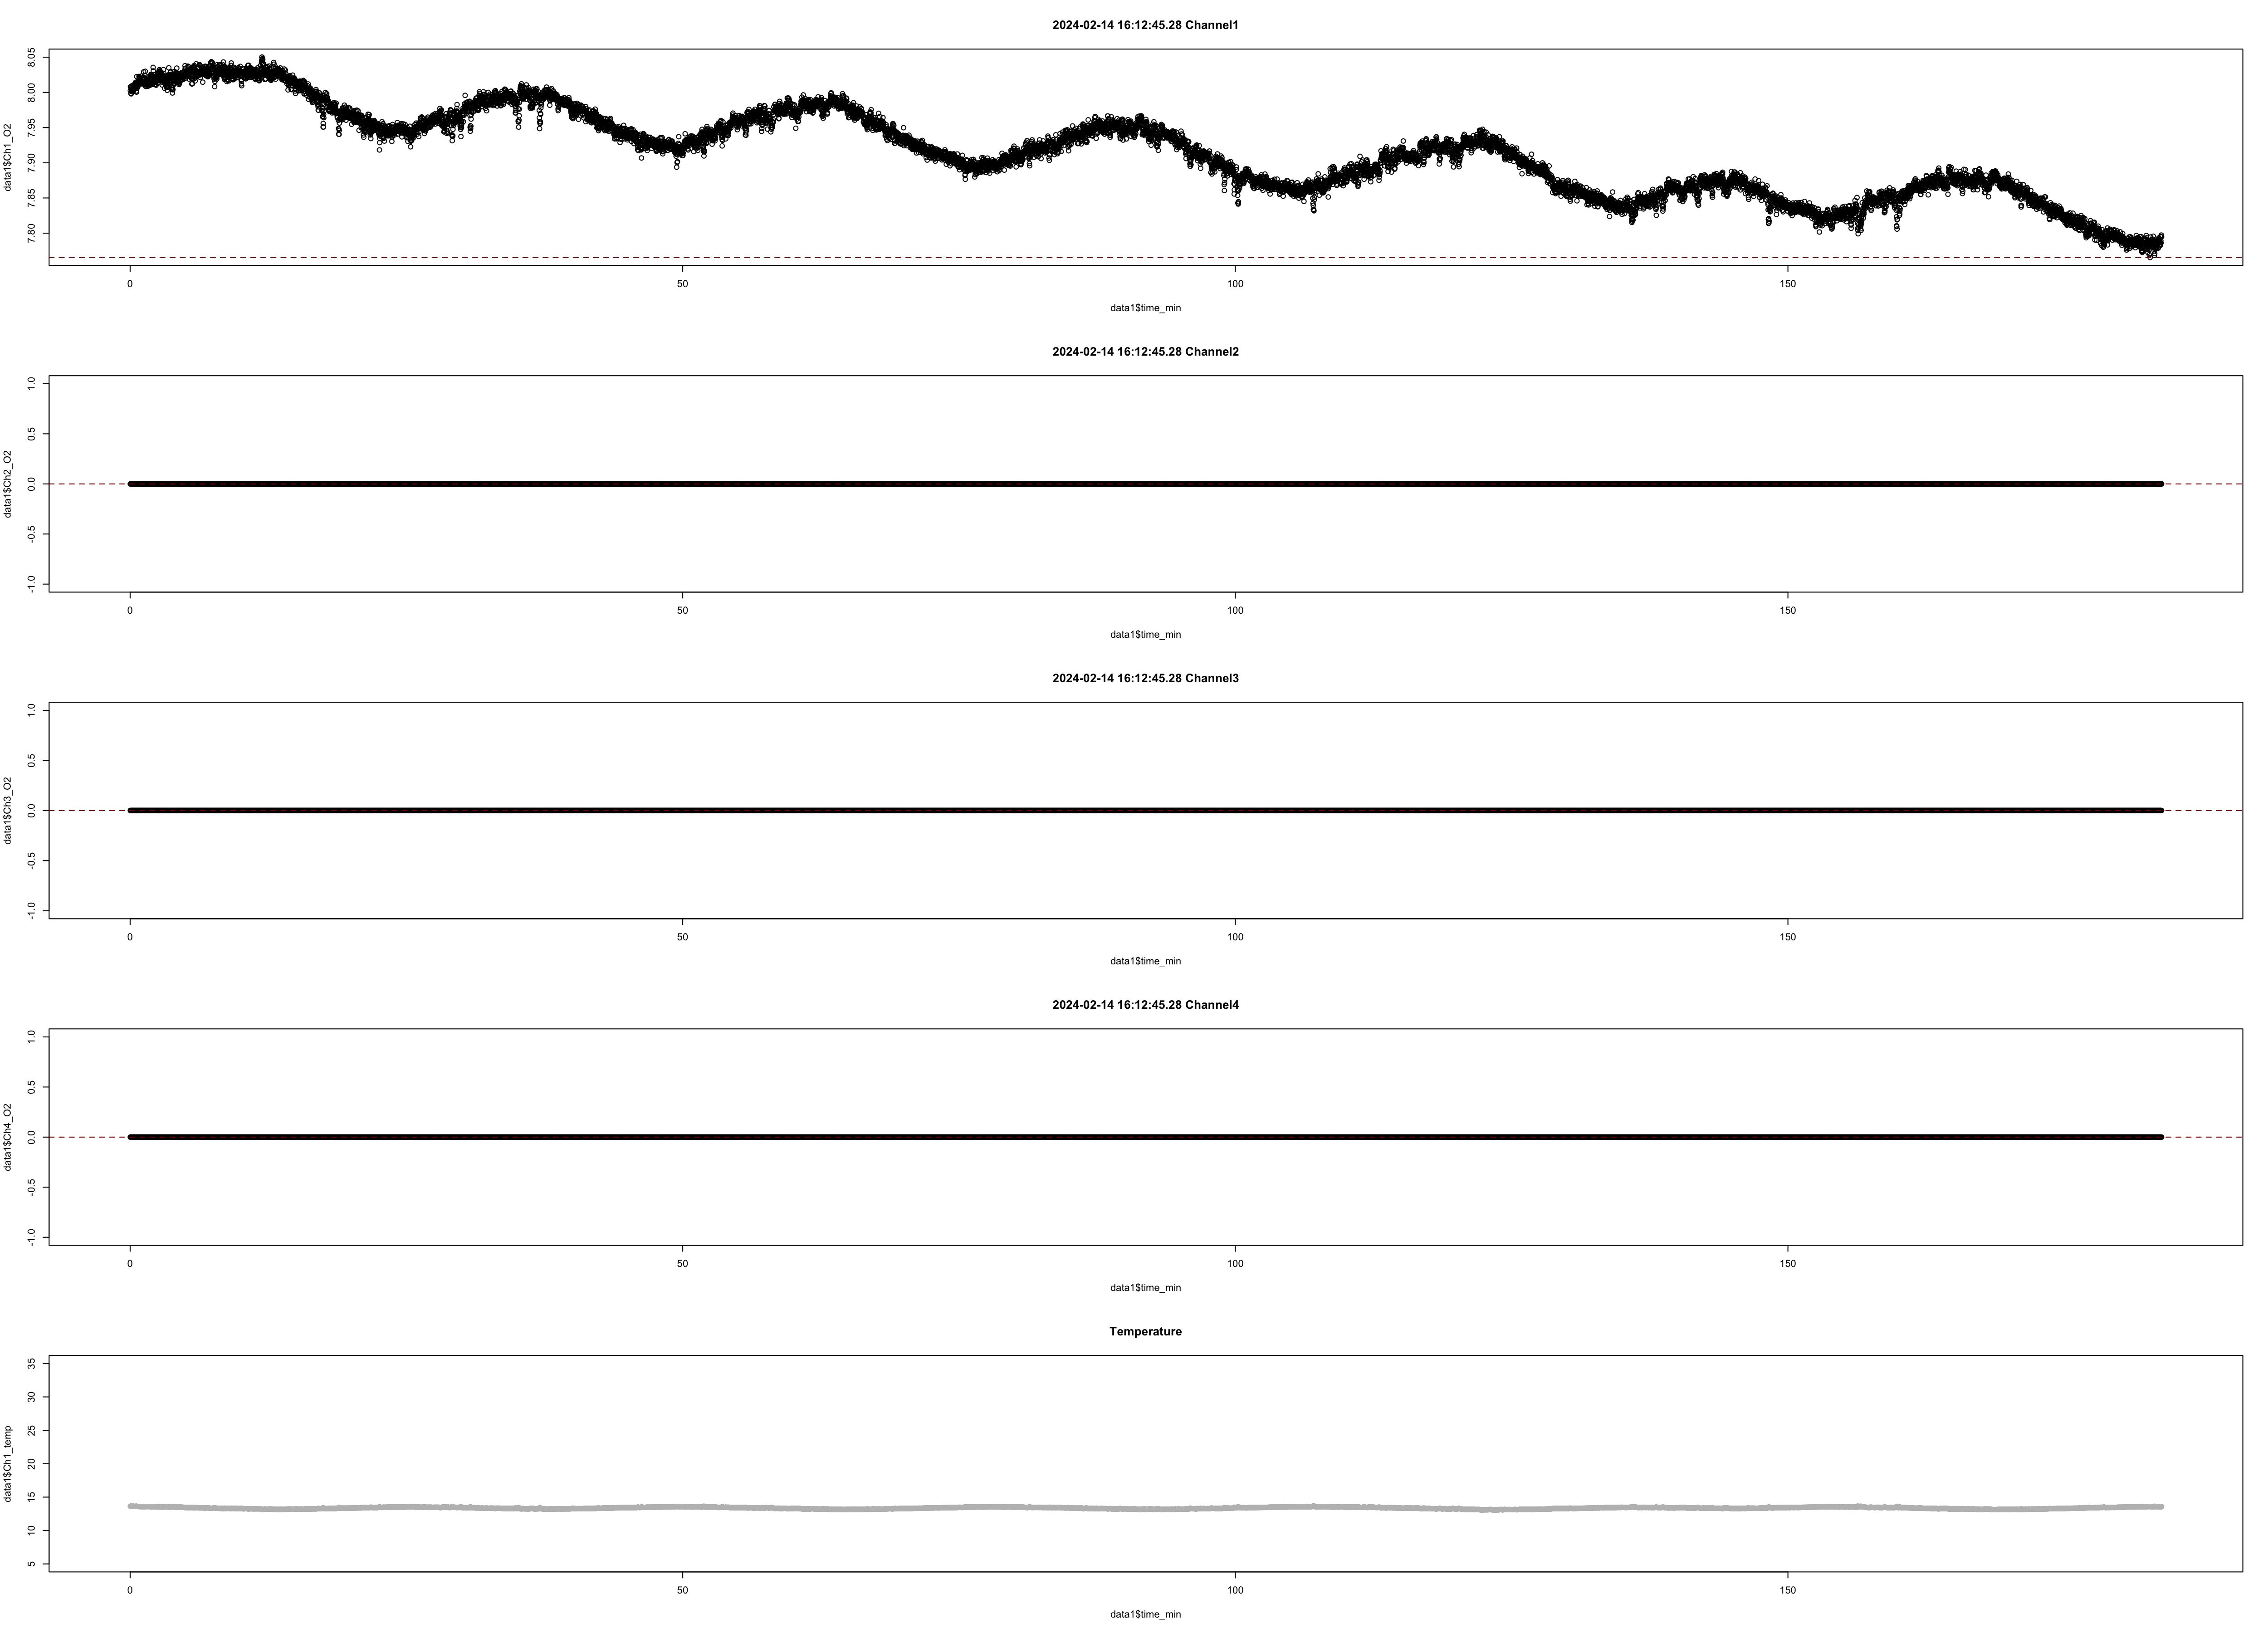 2024-02-14 16:12:45.28 Channel1
data1$Ch1_O2
8.05
8.00
7.95
7.90
7.85
7.80
0 50 100 150
data1$time_min
2024-02-14 16:12:45.28 Channel2
data1$Ch2_O2
1.0
0.5
0.0
-0.5
-1.0
0 50 100 150
data1$time_min
2024-02-14 16:12:45.28 Channel3
data1$Ch3_O2
1.0
0.5
0.0
-0.5
-1.0
0 50 100 150
data1$time_min
2024-02-14 16:12:45.28 Channel4
data1$Ch4_O2
1.0
0.5
0.0
-0.5
-1.0
0 50 100 150
data1$time_min
Temperature
data1$Ch1_temp
35
30
25
20
15
10
5
0 50 100 150
data1$time_min